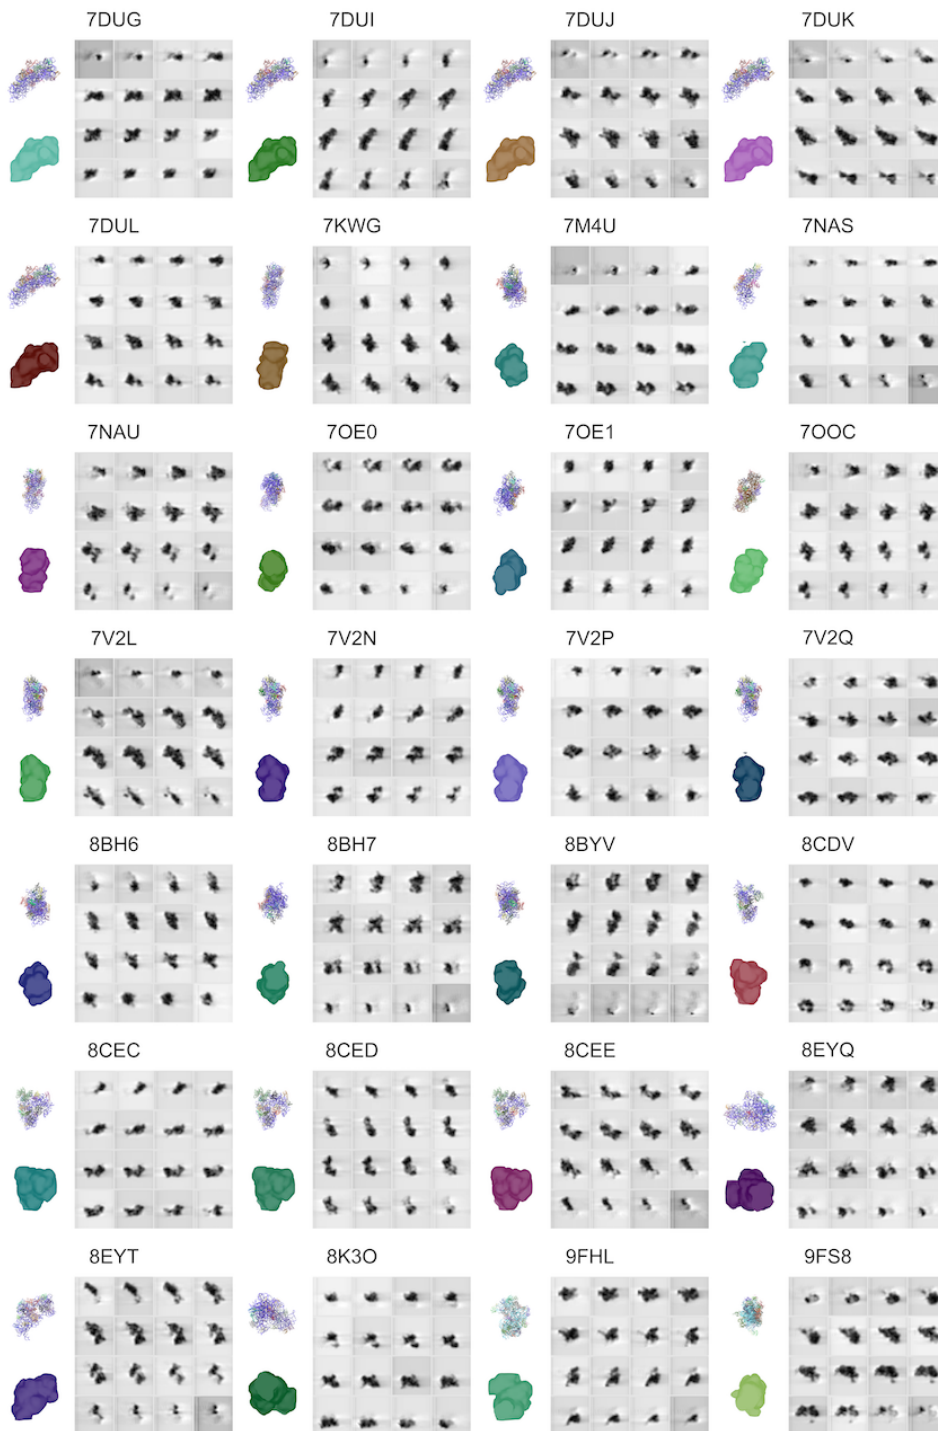 7DUG 7DUI 7DUJ 7DUK
7DUL 7KWG 7M4U 7NAS
7NAU 7OE0 7OE1 7OOC
7V2L 7V2N 7V2P 7V2Q
8BH6 8BH7 8BYV 8CDV
8CEC 8CED 8CEE 8EYQ
8EYT 8K3O 9FHL 9FS8